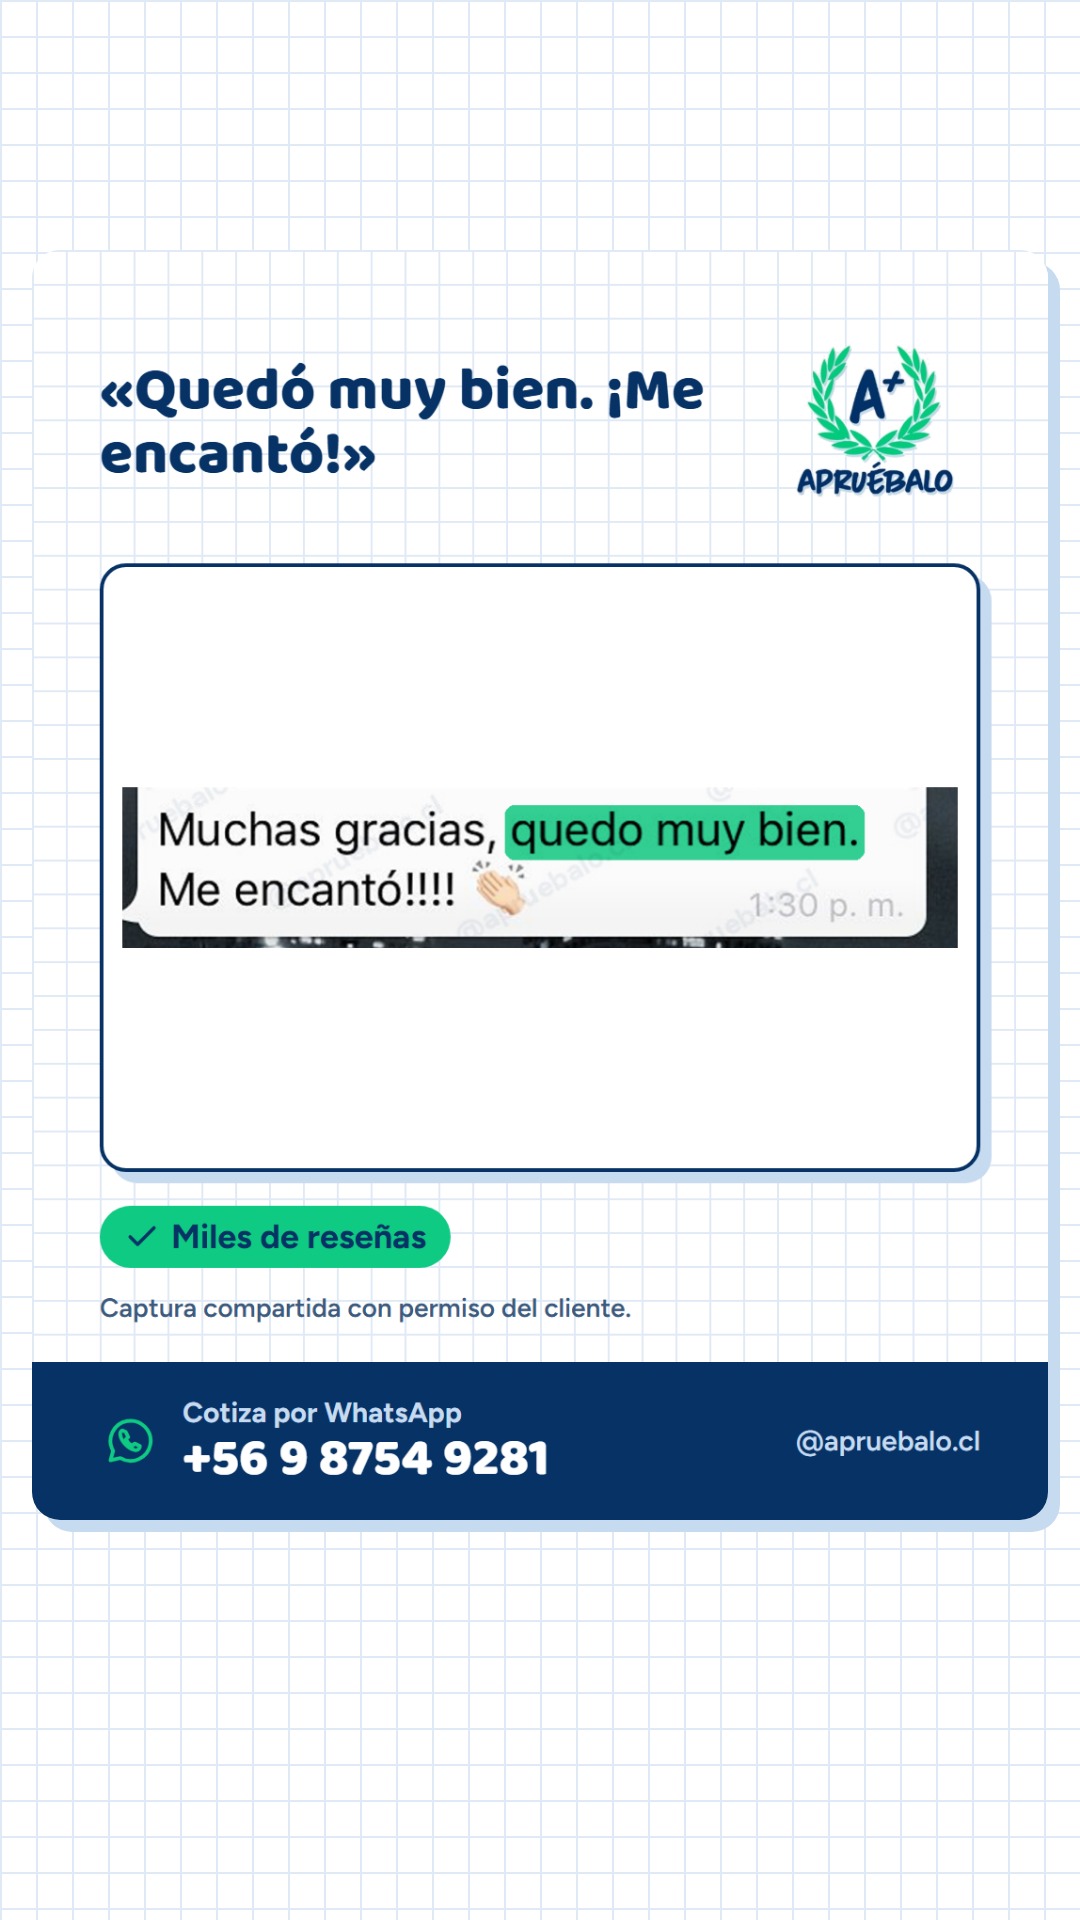 «Quedó muy bien. ¡Me
encantó!»
A+
APRUÉBALO
Muchas gracias, quedo muy bien.
Me encantó!!!! 👏🏻
1:30 p. m.
Miles de reseñas
Captura compartida con permiso del cliente.
Cotiza por WhatsApp
+56 9 8754 9281
@apruebalo.cl